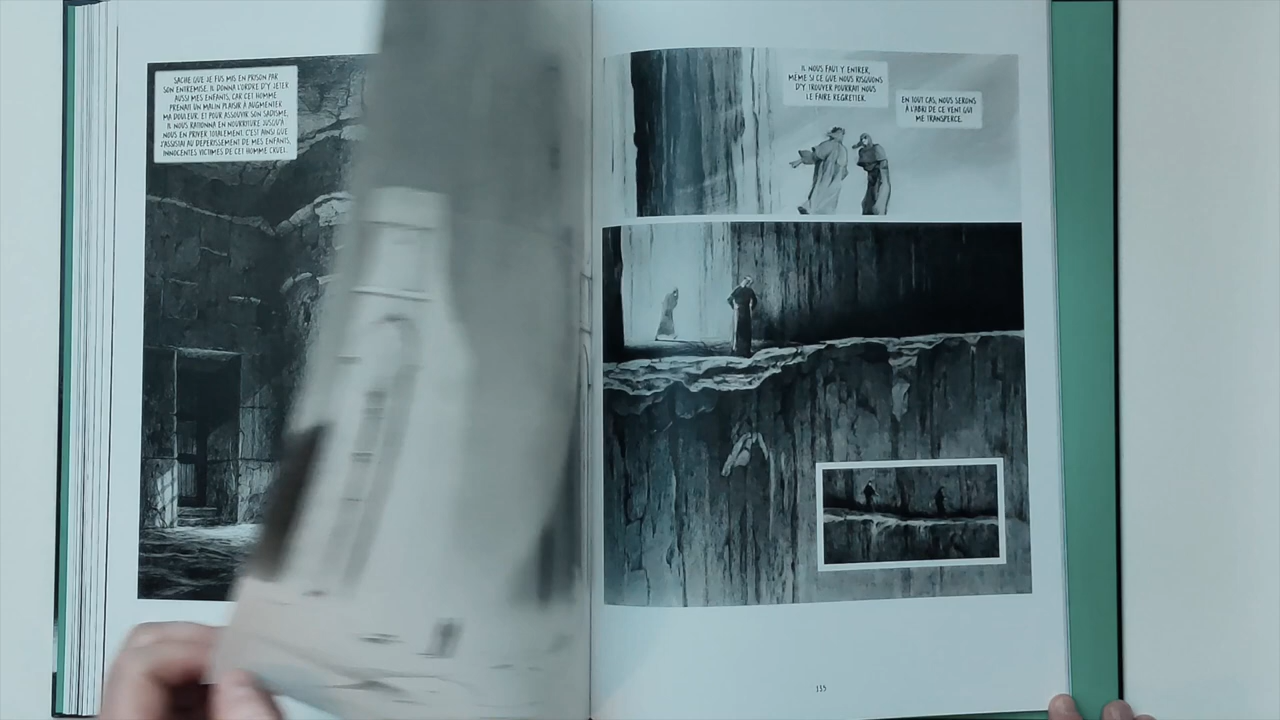 SACHE QUE JE FUS MIS EN PRISON PAR
SON ENTREMISE. IL DONNA L'ORDRE D'Y JETER
AUSSI MES ENFANTS, CAR CET HOMME
PRENAIT UN MALIN PLAISIR À AUGMENTER
MA DOULEUR. ET POUR ASSOUVIR SON SADISME,
IL NOUS RATIONNA EN NOURRITURE JUSQU'À
NOUS EN PRIVER TOTALEMENT. C'EST AINSI QUE
J'ASSISTAI AU DÉPÉRISSEMENT DE MES ENFANTS,
INNOCENTES VICTIMES DE CET HOMME CRUEL.
IL NOUS FAUT Y ENTRER,
MÊME SI CE QUE NOUS RISQUONS
D'Y TROUVER POURRAIT NOUS
LE FAIRE REGRETTER.
EN TOUT CAS, NOUS SERONS
À L'ABRI DE CE VENT QUI
ME TRANSPERCE.
135